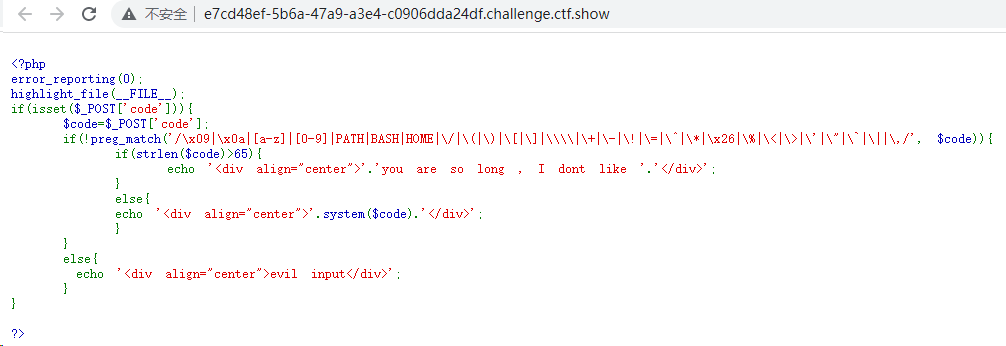 不安全 | e7cd48ef-5b6a-47a9-a3e4-c0906dda24df.challenge.ctf.show
<?php
error_reporting(0);
highlight_file(__FILE__);
if(isset($_POST['code'])){
$code=$_POST['code'];
if(!preg_match('/\x09|\x0a|[a-z]|[0-9]|PATH|BASH|HOME|\/|\(|\)|\[|\]|\\\\|\+|\-|\!|\=|\^|\*|\x26|\%|\<|\>|\'|\"|\`|\||\,/', $code)){
if(strlen($code)>65){
echo '<div align="center">'.'you are so long , I dont like '.'</div>';
}
else{
echo '<div align="center">'.system($code).'</div>';
}
}
else{
echo '<div align="center">evil input</div>';
}
}
?>